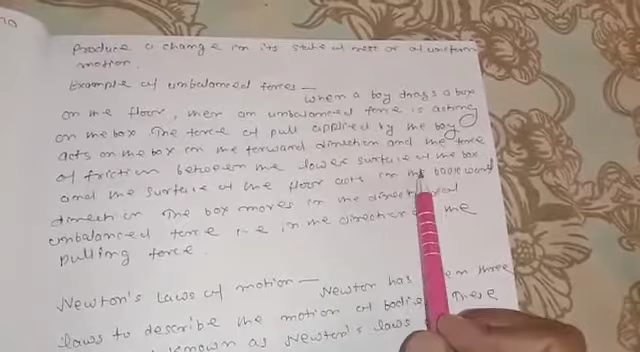 Produce a change in its state of rest or of uniform
motion.
Example of unbalanced forces —
When a boy drags a box
on the floor, then an unbalanced force is acting
on the box The force of pull applied by the boy
acts on the box in the forward direction and the force
of friction between the lower surface of the box
and the surface of the floor acts in the backward
direction The box moves in the direction
unbalanced force i.e in the direction the
pulling force.
Newton's Laws of motion — Newton has three
laws to describe the motion of bodies These
known as Newton's laws